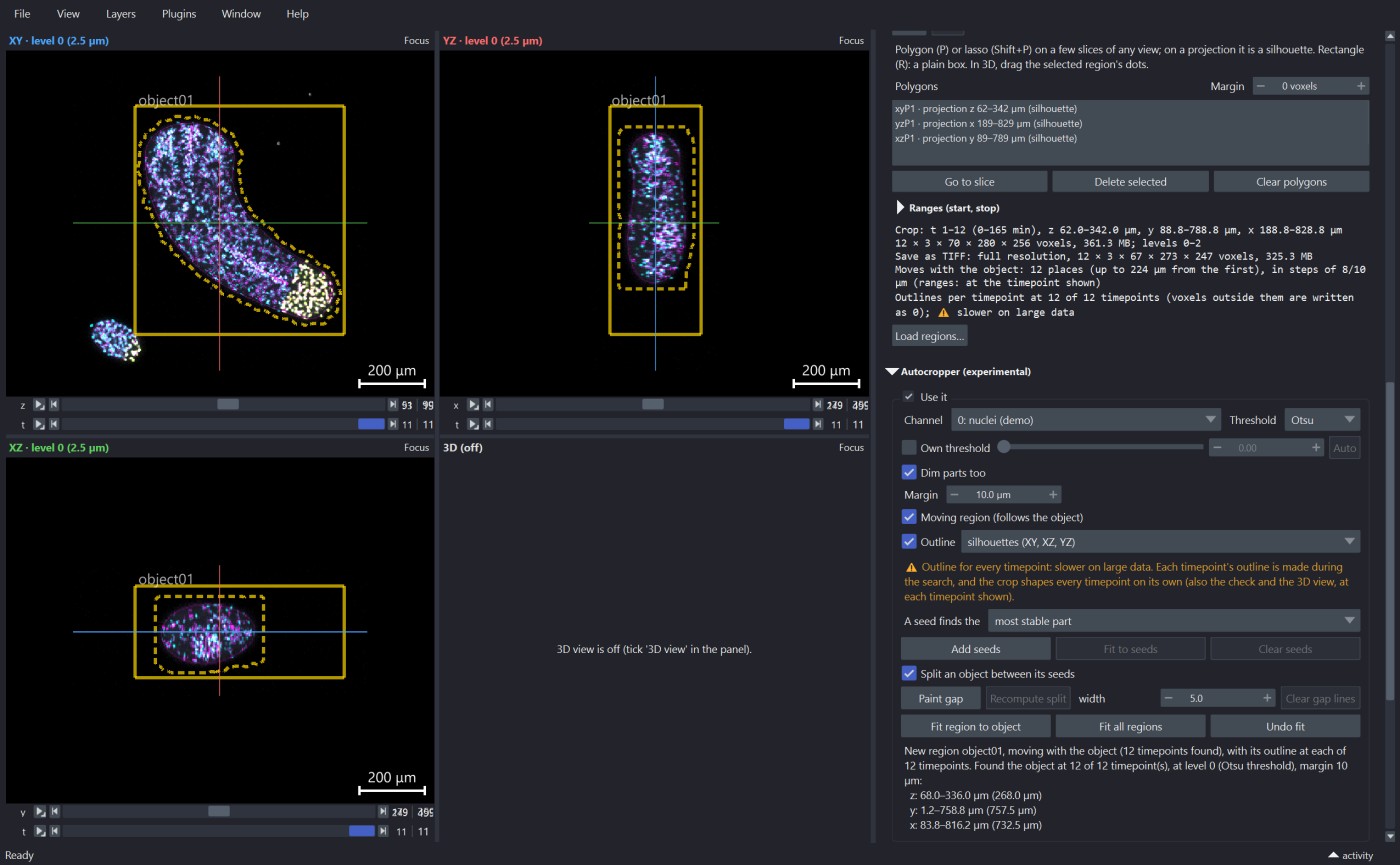 File View Layers Plugins Window Help
XY · level 0 (2.5 µm) Focus
object01
200 µm
z 93 99
t 11 11
YZ · level 0 (2.5 µm) Focus
object01
200 µm
x 249 499
t 11 11
XZ · level 0 (2.5 µm) Focus
object01
200 µm
y 249 499
t 11 11
3D (off) Focus
3D view is off (tick '3D view' in the panel).
Polygon (P) or lasso (Shift+P) on a few slices of any view; on a projection it is a silhouette. Rectangle
(R): a plain box. In 3D, drag the selected region's dots.
Polygons Margin − 0 voxels +
xyP1 · projection z 62–342 µm (silhouette)
yzP1 · projection x 189–829 µm (silhouette)
xzP1 · projection y 89–789 µm (silhouette)
Go to slice Delete selected Clear polygons
Ranges (start, stop)
Crop: t 1-12 (0-165 min), z 62.0-342.0 µm, y 88.8-788.8 µm, x 188.8-828.8 µm
12 × 3 × 70 × 280 × 256 voxels, 361.3 MB; levels 0-2
Save as TIFF: full resolution, 12 × 3 × 67 × 273 × 247 voxels, 325.3 MB
Moves with the object: 12 places (up to 224 µm from the first), in steps of 8/10
µm (ranges: at the timepoint shown)
Outlines per timepoint at 12 of 12 timepoints (voxels outside them are written
as 0); ⚠ slower on large data
Load regions...
Autocropper (experimental)
Use it
Channel 0: nuclei (demo) Threshold Otsu
Own threshold − 0.00 + Auto
Dim parts too
Margin − 10.0 µm +
Moving region (follows the object)
Outline silhouettes (XY, XZ, YZ)
⚠ Outline for every timepoint: slower on large data. Each timepoint's outline is made during
the search, and the crop shapes every timepoint on its own (also the check and the 3D view, at
each timepoint shown).
A seed finds the most stable part
Add seeds Fit to seeds Clear seeds
Split an object between its seeds
Paint gap Recompute split width − 5.0 + Clear gap lines
Fit region to object Fit all regions Undo fit
New region object01, moving with the object (12 timepoints found), with its outline at each of
12 timepoints. Found the object at 12 of 12 timepoint(s), at level 0 (Otsu threshold), margin 10
µm:
z: 68.0–336.0 µm (268.0 µm)
y: 1.2–758.8 µm (757.5 µm)
x: 83.8–816.2 µm (732.5 µm)
Ready activity